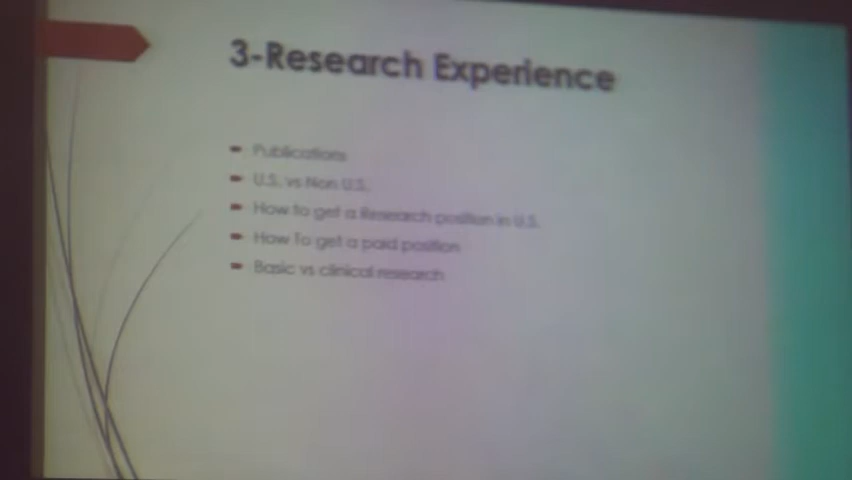 3-Research Experience
Publications
U.S. vs Non U.S.
How to get a Research position in U.S.
How To get a paid position
Basic vs clinical research